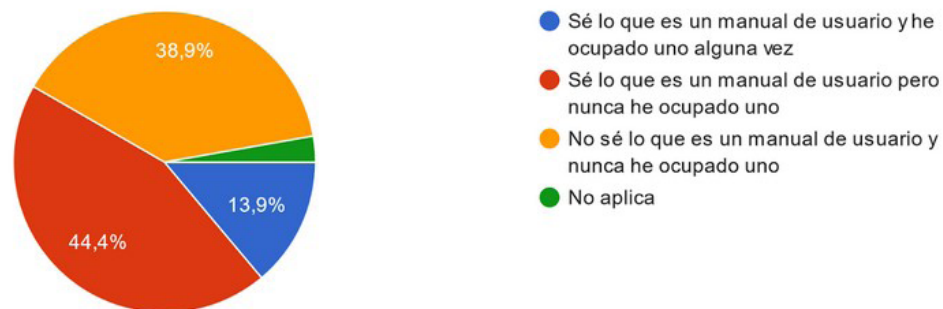 38,9%
13,9%
44,4%
Sé lo que es un manual de usuario y he
ocupado uno alguna vez
Sé lo que es un manual de usuario pero
nunca he ocupado uno
No sé lo que es un manual de usuario y
nunca he ocupado uno
No aplica